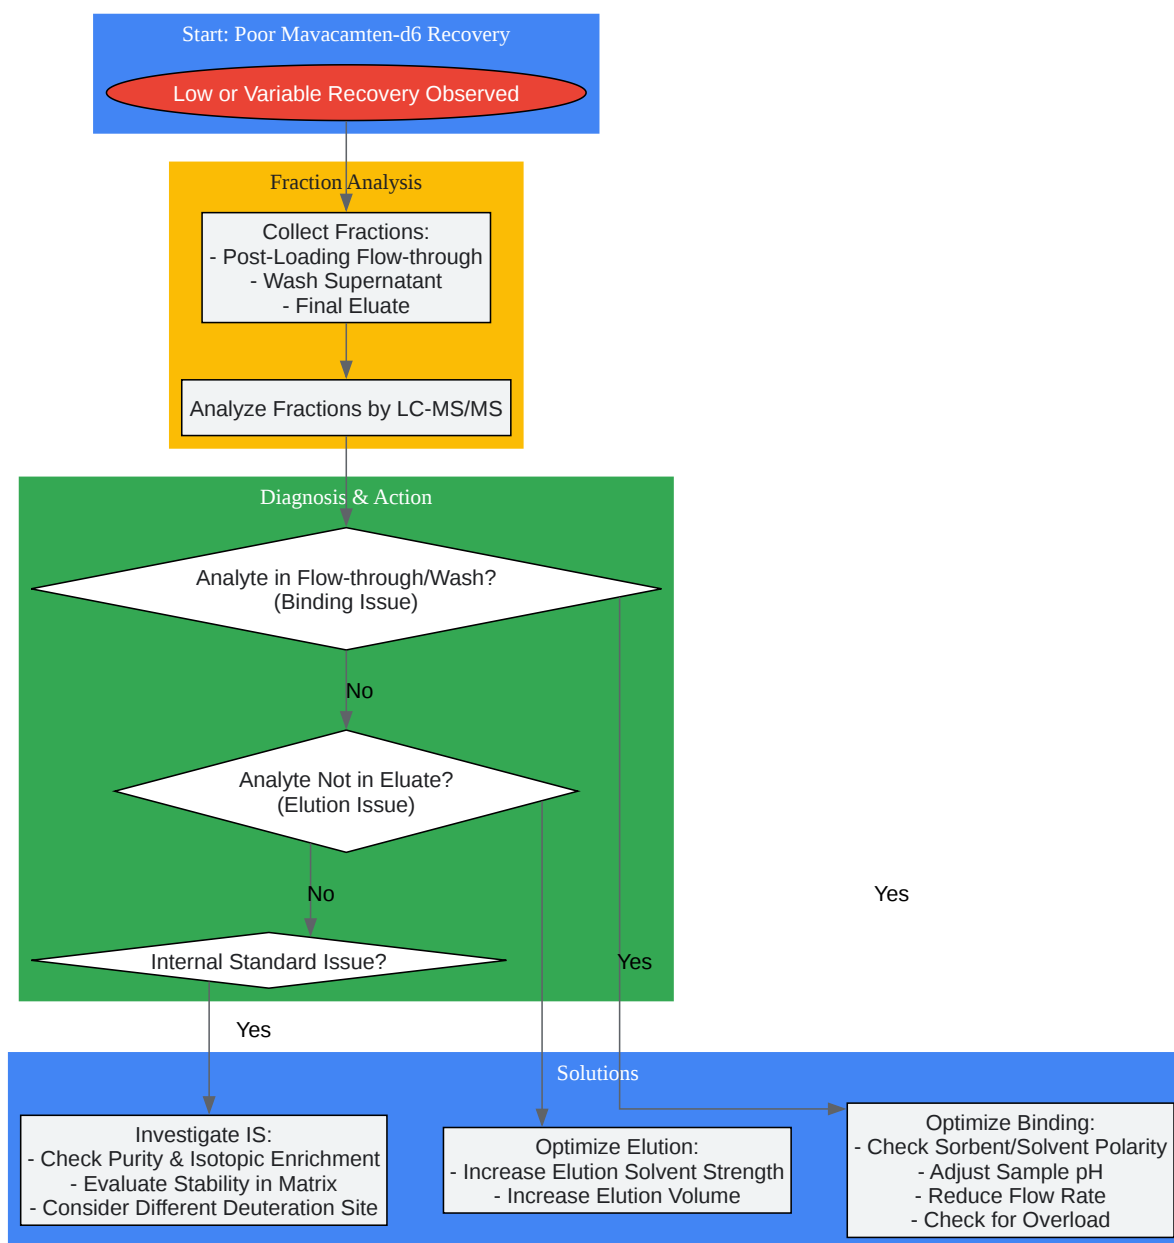 Start: Poor Mavacamten-d6 Recovery
Low or Variable Recovery Observed
Fraction Analysis
Collect Fractions:
- Post-Loading Flow-through
- Wash Supernatant
- Final Eluate
Analyze Fractions by LC-MS/MS
Diagnosis & Action
Analyte in Flow-through/Wash?
(Binding Issue)
No
Analyte Not in Eluate?
(Elution Issue)
No
Yes
Internal Standard Issue?
Yes
Yes
Solutions
Investigate IS:
- Check Purity & Isotopic Enrichment
- Evaluate Stability in Matrix
- Consider Different Deuteration Site
Optimize Elution:
- Increase Elution Solvent Strength
- Increase Elution Volume
Optimize Binding:
- Check Sorbent/Solvent Polarity
- Adjust Sample pH
- Reduce Flow Rate
- Check for Overload